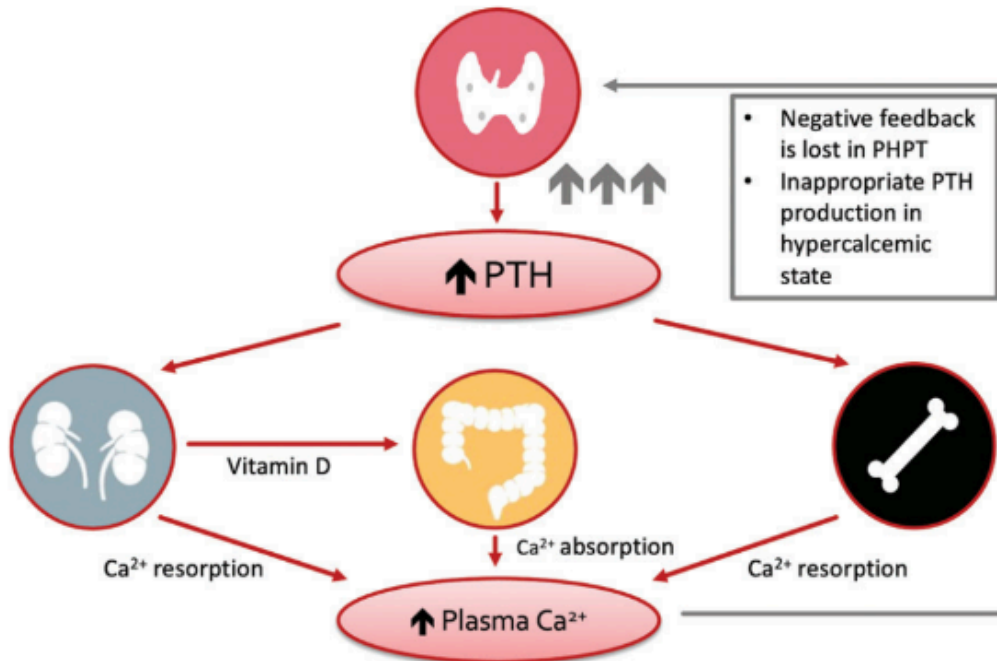 • Negative feedback
is lost in PHPT
• Inappropriate PTH
production in
hypercalcemic
state
PTH
Vitamin D
Ca²⁺ resorption
Ca²⁺ absorption
Ca²⁺ resorption
Plasma Ca²⁺